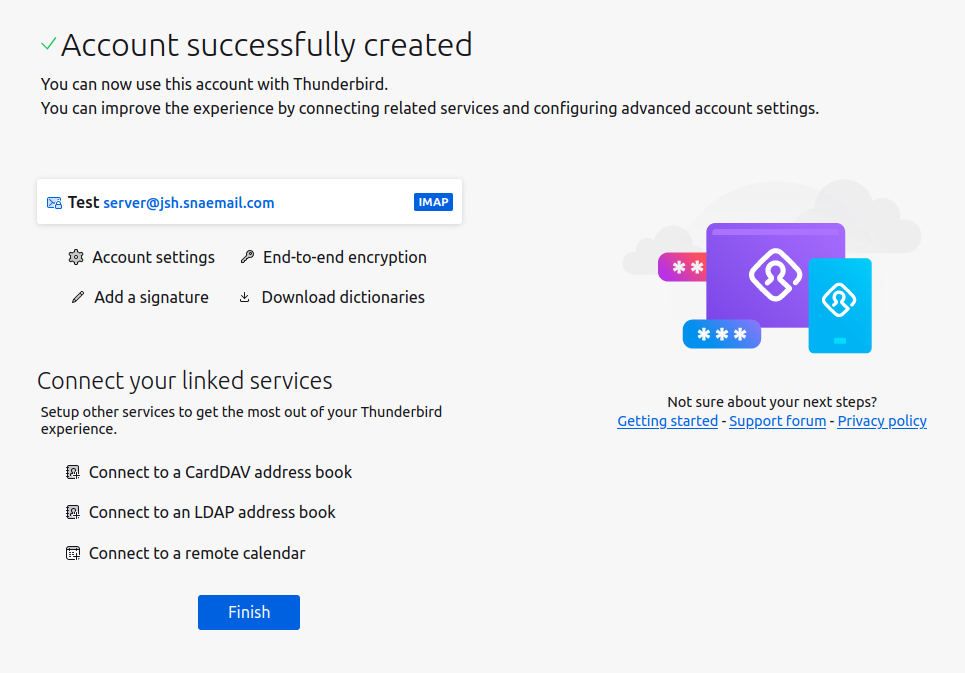 Account successfully created
You can now use this account with Thunderbird.
You can improve the experience by connecting related services and configuring advanced account settings.
Test server@jsh.snaemail.com IMAP
Account settings End-to-end encryption
Add a signature Download dictionaries
Connect your linked services
Setup other services to get the most out of your Thunderbird
experience.
Connect to a CardDAV address book
Connect to an LDAP address book
Connect to a remote calendar
Finish
**
***
Not sure about your next steps?
Getting started - Support forum - Privacy policy